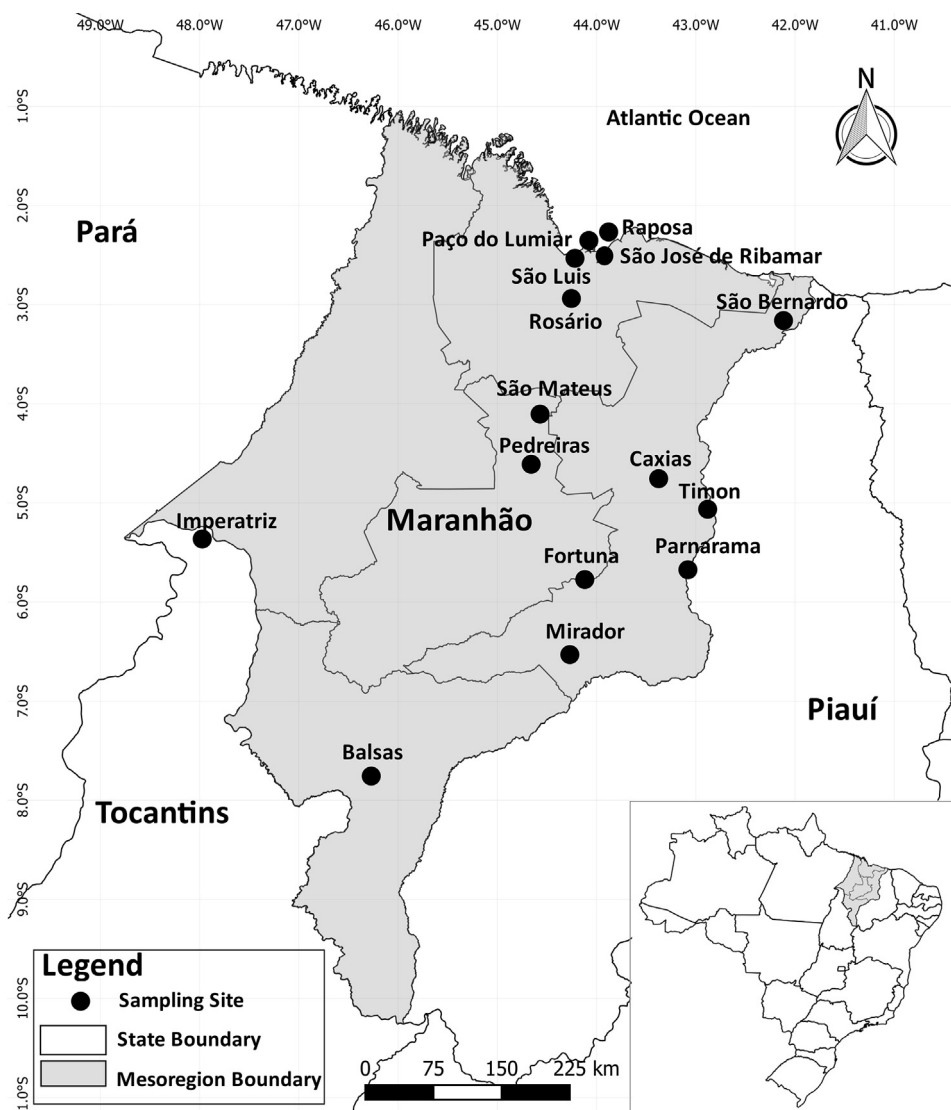 49.0°W 48.0°W 47.0°W 46.0°W 45.0°W 44.0°W 43.0°W 42.0°W 41.0°W
N
1.0°S
Atlantic Ocean
2.0°S
Pará
Raposa
Paço do Lumiar
São José de Ribamar
São Luis
3.0°S
São Bernardo
Rosário
São Mateus
4.0°S
Pedreiras
Caxias
Timon
5.0°S
Imperatriz
Maranhão
Parnarama
Fortuna
6.0°S
Mirador
7.0°S
Piauí
Balsas
8.0°S
Tocantins
9.0°S
Legend
Sampling Site
10.0°S
State Boundary
Mesoregion Boundary
0 75 150 225 km
1.0°S